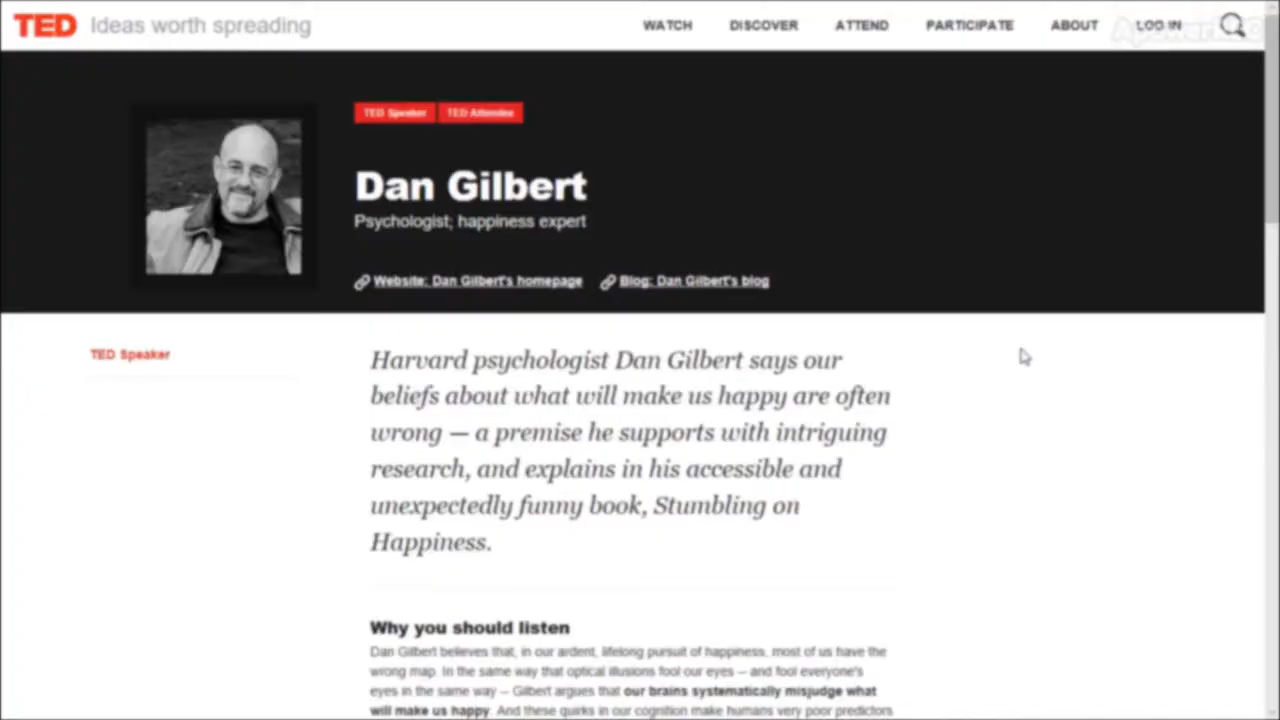 TED Ideas worth spreading
WATCH DISCOVER ATTEND PARTICIPATE ABOUT LOG IN
TED Speaker TED Attendee
Dan Gilbert
Psychologist; happiness expert
Website: Dan Gilbert's homepage Blog: Dan Gilbert's blog
TED Speaker
Harvard psychologist Dan Gilbert says our
beliefs about what will make us happy are often
wrong — a premise he supports with intriguing
research, and explains in his accessible and
unexpectedly funny book, Stumbling on
Happiness.
Why you should listen
Dan Gilbert believes that, in our ardent, lifelong pursuit of happiness, most of us have the
wrong map. In the same way that optical illusions fool our eyes -- and fool everyone's
eyes in the same way -- Gilbert argues that our brains systematically misjudge what
will make us happy. And these quirks in our cognition make humans very poor predictors